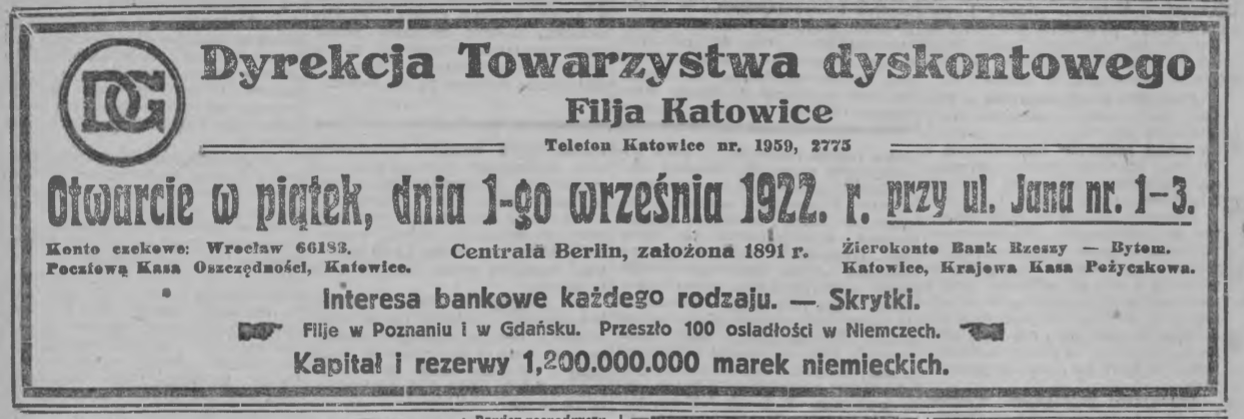 DG
Dyrekcja Towarzystwa dyskontowego
Filja Katowice
Telefon Katowice nr. 1959, 2775
Otwarcie w piątek, dnia 1-go września 1922. r. przy ul. Jana nr. 1–3.
Konto czekowe: Wrocław 66183.
Pocztową Kasa Oszczędności, Katowice.
Centrala Berlin, założona 1891 r.
Żierokonto Bank Rzeszy — Bytom.
Katowice, Krajowa Kasa Pożyczkowa.
Interesa bankowe każdego rodzaju. — Skrytki.
Filje w Poznaniu i w Gdańsku. Przeszło 100 osiadłości w Niemczech.
Kapitał i rezerwy 1,200.000.000 marek niemieckich.